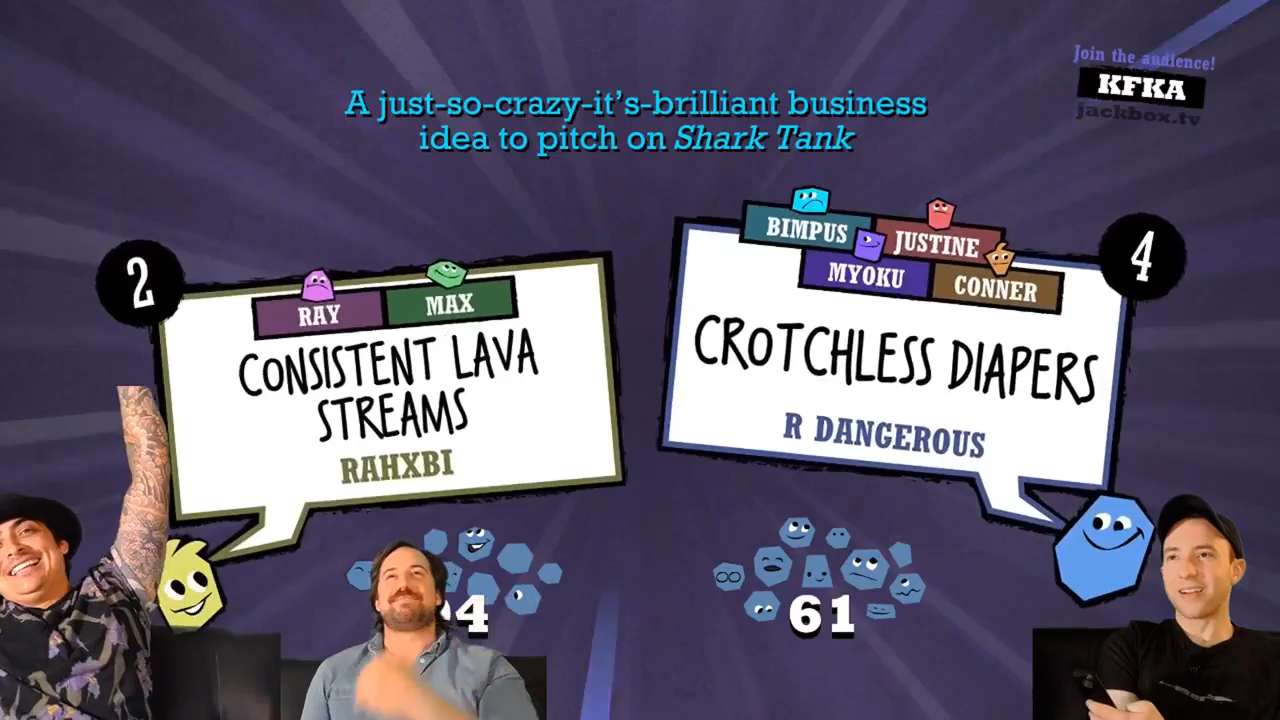 Join the audience!
KFKA
jackbox.tv
A just-so-crazy-it's-brilliant business
idea to pitch on Shark Tank
2
RAY
MAX
CONSISTENT LAVA
STREAMS
RAHXBI
4
BIMPUS
JUSTINE
MYOKU
CONNER
CROTCHLESS DIAPERS
R DANGEROUS
61